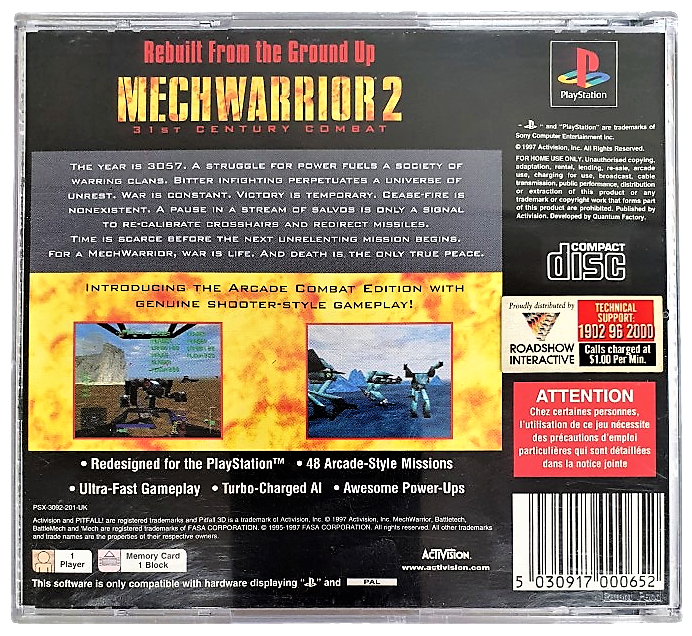 Rebuilt From the Ground Up
MECHWARRIOR 2
31ST CENTURY COMBAT
THE YEAR IS 3057. A STRUGGLE FOR POWER FUELS A SOCIETY OF
WARRING CLANS. BITTER INFIGHTING PERPETUATES A UNIVERSE OF
UNREST. WAR IS CONSTANT. VICTORY IS TEMPORARY. CEASE-FIRE IS
NONEXISTENT. A PAUSE IN A STREAM OF SALVOS IS ONLY A SIGNAL
TO RE-CALIBRATE CROSSHAIRS AND REDIRECT MISSILES.
TIME IS SCARCE BEFORE THE NEXT UNRELENTING MISSION BEGINS.
FOR A MECHWARRIOR, WAR IS LIFE. AND DEATH IS THE ONLY TRUE PEACE.
INTRODUCING THE ARCADE COMBAT EDITION WITH
GENUINE SHOOTER-STYLE GAMEPLAY!
• Redesigned for the PlayStation™ • 48 Arcade-Style Missions
• Ultra-Fast Gameplay • Turbo-Charged AI • Awesome Power-Ups
PSX-3092-201-UK
Activision and PITFALL! are registered trademarks and Pitfall 3D is a trademark of Activision, Inc. © 1997 Activision, Inc. MechWarrior, Battletech,
BattleMech and 'Mech are registered trademarks of FASA CORPORATION. © 1995-1997 FASA CORPORATION. All rights reserved. All other trademarks
and trade names are the properties of their respective owners.
1
Player
Memory Card
1 Block
ACTIVISION.
www.activision.com
This software is only compatible with hardware displaying " " and PAL
PlayStation
" " and "PlayStation" are trademarks of
Sony Computer Entertainment Inc.
© 1997 Activision, Inc. All Rights Reserved.
FOR HOME USE ONLY, Unauthorised copying,
adaptation, rental, lending, re-sale, arcade
use, charging for use, broadcast, cable
transmission, public performance, distribution
or extraction of this product or any
trademark or copyright work that forms part
of this product are prohibited. Published by
Activision. Developed by Quantum Factory.
COMPACT
disc
Proudly distributed by
ROADSHOW
INTERACTIVE
TECHNICAL
SUPPORT:
1902 96 2000
Calls charged at
$1.00 Per Min.
ATTENTION
Chez certaines personnes,
l'utilisation de ce jeu nécessite
des précautions d'emploi
particulières qui sont détaillées
dans la notice jointe
5 030917 000652